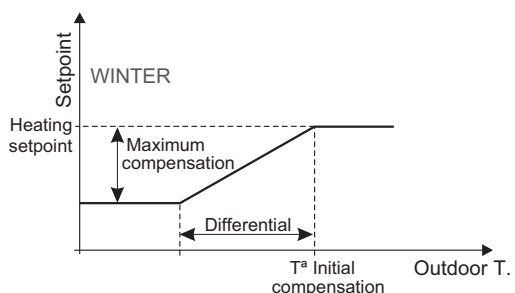 Setpoint
WINTER
Heating
setpoint
Maximum
compensation
Differential
Tª Initial
compensation
Outdoor T.